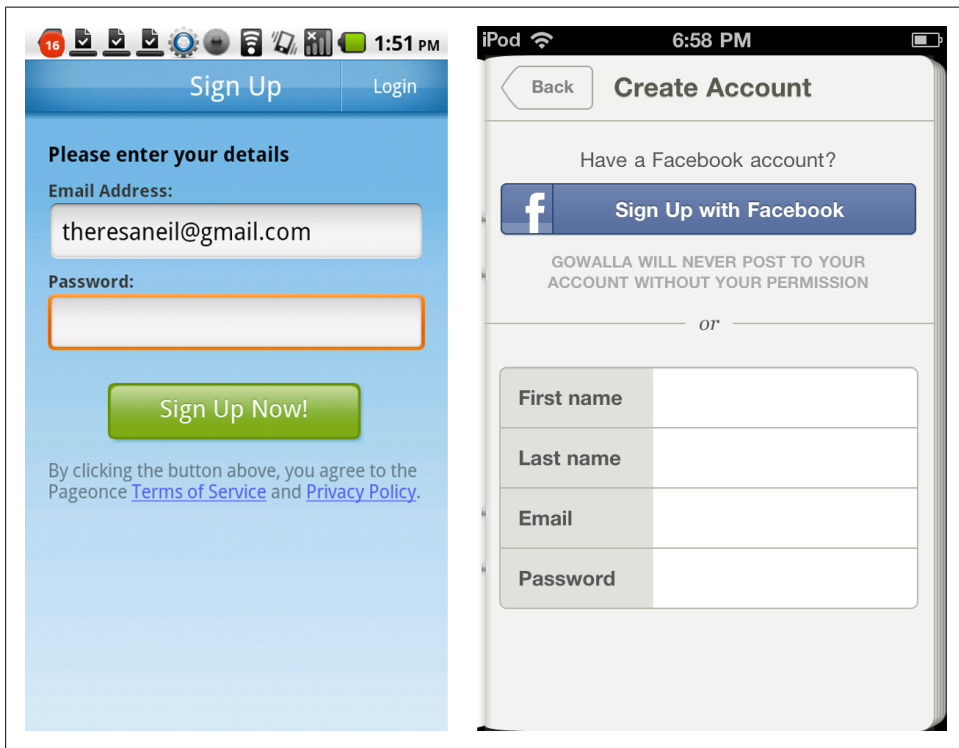 16
1:51 PM
Sign Up
Login
Please enter your details
Email Address:
theresaneil@gmail.com
Password:
Sign Up Now!
By clicking the button above, you agree to the
Pageonce Terms of Service and Privacy Policy.
iPod
6:58 PM
Back
Create Account
Have a Facebook account?
f
Sign Up with Facebook
GOWALLA WILL NEVER POST TO YOUR
ACCOUNT WITHOUT YOUR PERMISSION
or
First name
Last name
Email
Password